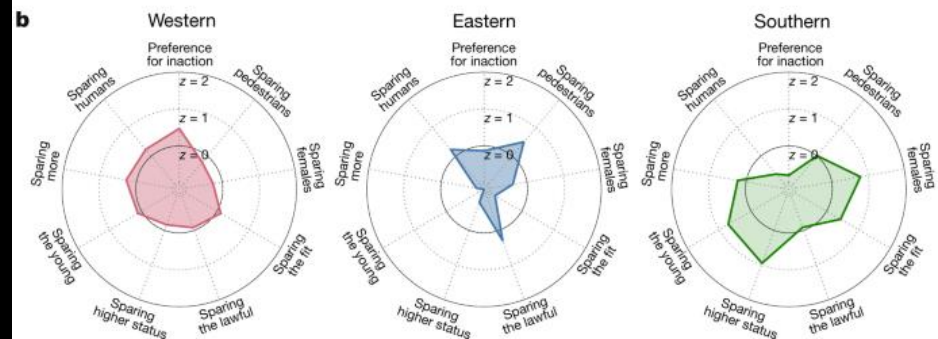 b
Western
Preference
for inaction
z = 2
z = 1
z = 0
Sparing
pedestrians
Sparing
females
Sparing
the fit
Sparing
the lawful
Sparing
higher status
Sparing
the young
Sparing
more
Sparing
humans
Eastern
Preference
for inaction
z = 2
z = 1
z = 0
Sparing
pedestrians
Sparing
females
Sparing
the fit
Sparing
the lawful
Sparing
higher status
Sparing
the young
Sparing
more
Sparing
humans
Southern
Preference
for inaction
z = 2
z = 1
z = 0
Sparing
pedestrians
Sparing
females
Sparing
the fit
Sparing
the lawful
Sparing
higher status
Sparing
the young
Sparing
more
Sparing
humans